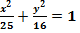 x²/25 + y²/16 = 1